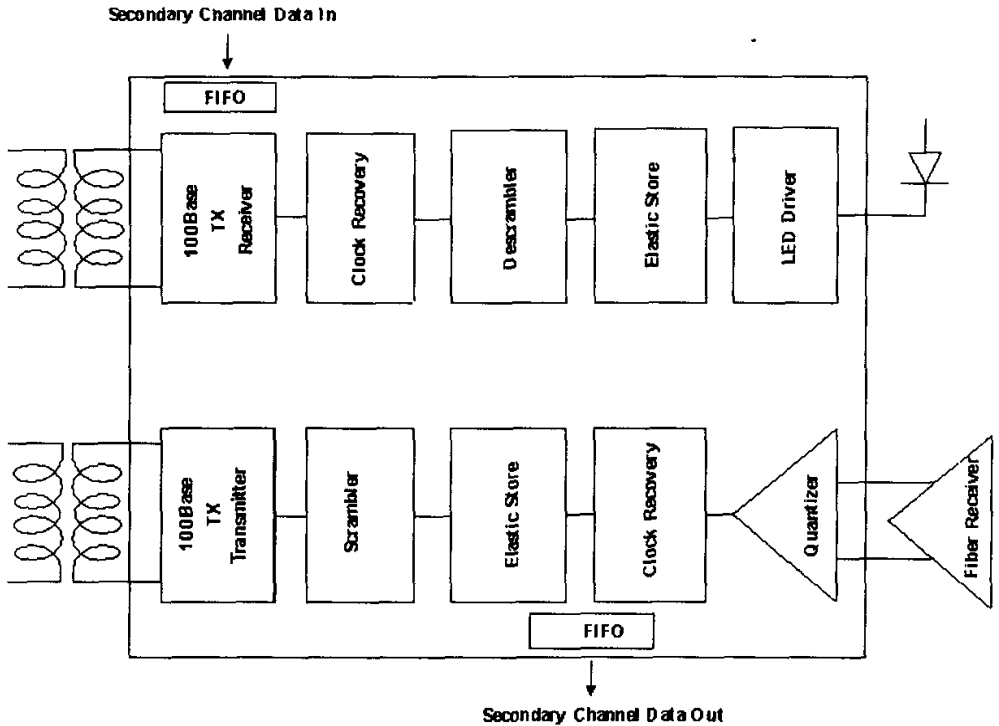 Secondary Channel Data In
FIFO
100Base
TX
Receiver
Clock Recovery
Descrambler
Elastic Store
LED Driver
100Base
TX
Transmitter
Scrambler
Elastic Store
Clock Recovery
Quantizer
Fiber Receiver
FIFO
Secondary Channel Data Out